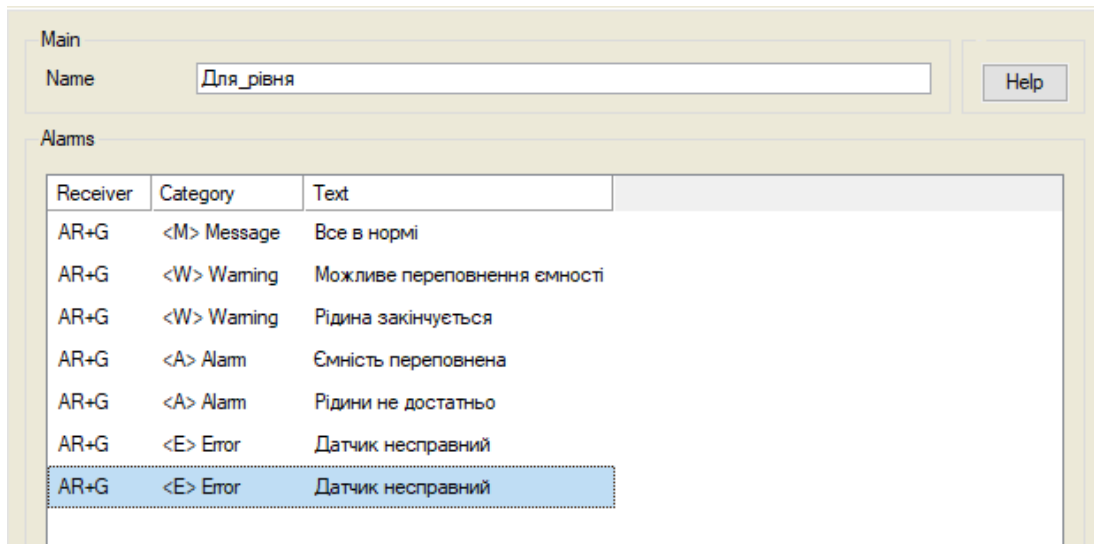 Main
Name Для_рівня Help
Alarms
Receiver Category Text
AR+G <M> Message Все в нормі
AR+G <W> Warning Можливе переповнення ємності
AR+G <W> Warning Рідина закінчується
AR+G <A> Alarm Ємність переповнена
AR+G <A> Alarm Рідини не достатньо
AR+G <E> Error Датчик несправний
AR+G <E> Error Датчик несправний